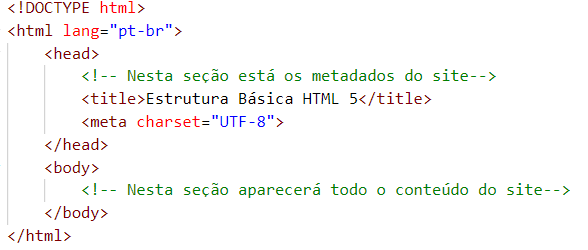 <!DOCTYPE html>
<html lang="pt-br">
<head>
<!-- Nesta seção está os metadados do site-->
<title>Estrutura Básica HTML 5</title>
<meta charset="UTF-8">
</head>
<body>
<!-- Nesta seção aparecerá todo o conteúdo do site-->
</body>
</html>